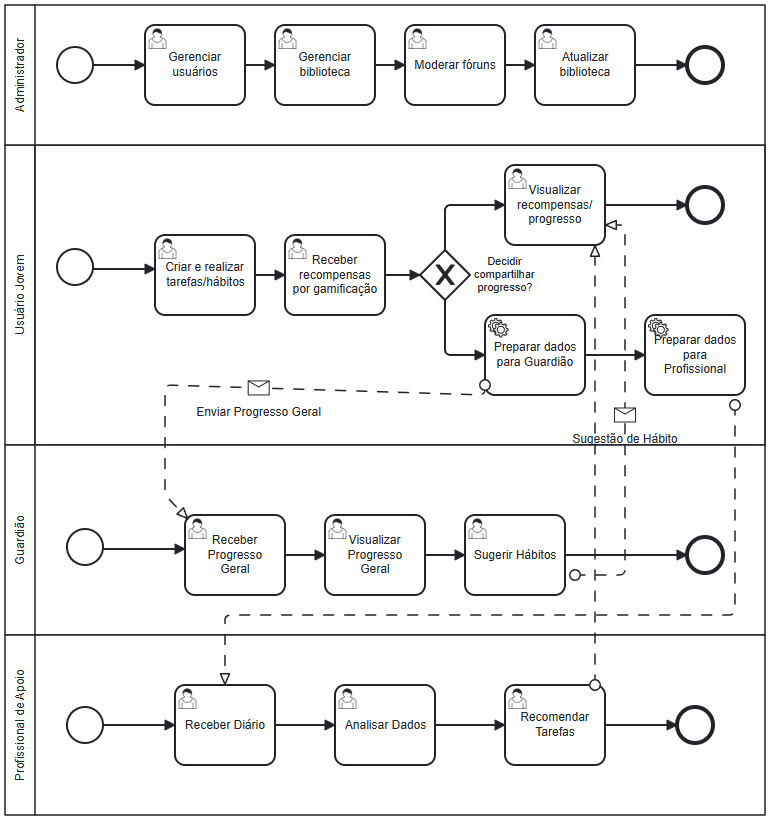 Administrador
Gerenciar
usuários
Gerenciar
biblioteca
Moderar fóruns
Atualizar
biblioteca
Usuário Jovem
Criar e realizar
tarefas/hábitos
Receber
recompensas
por gamificação
Decidir
compartilhar
progresso?
Visualizar
recompensas/
progresso
Preparar dados
para Guardião
Preparar dados
para
Profissional
Enviar Progresso Geral
Sugestão de Hábito
Guardião
Receber
Progresso
Geral
Visualizar
Progresso
Geral
Sugerir Hábitos
Profissional de Apoio
Receber Diário
Analisar Dados
Recomendar
Tarefas